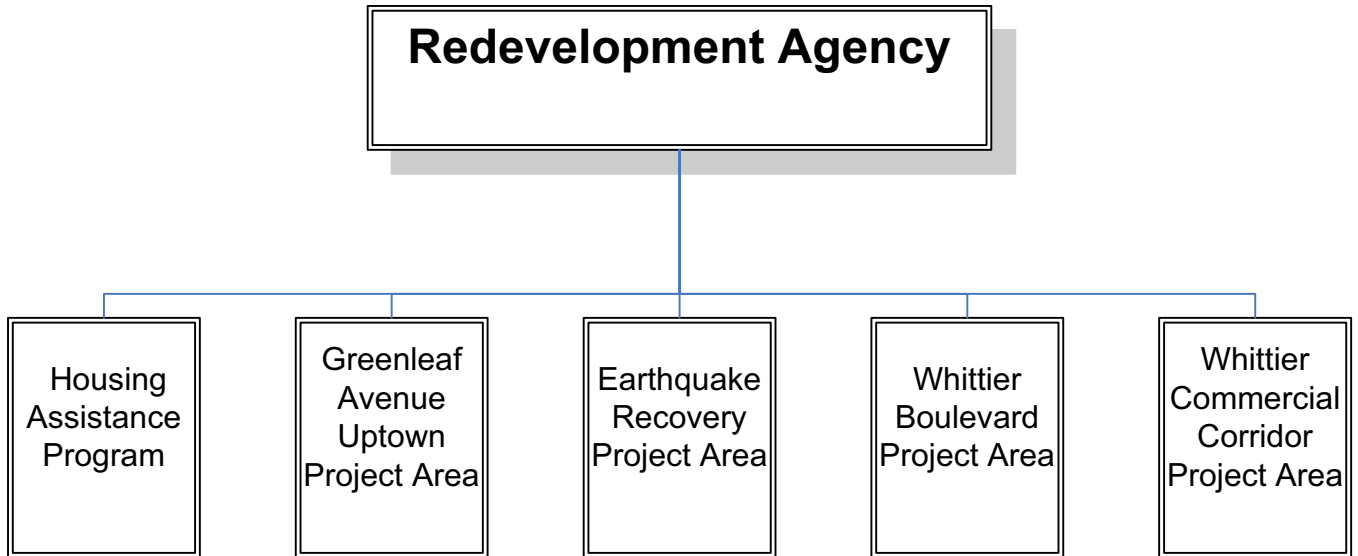 Redevelopment Agency
Housing
Assistance
Program
Greenleaf
Avenue
Uptown
Project Area
Earthquake
Recovery
Project Area
Whittier
Boulevard
Project Area
Whittier
Commercial
Corridor
Project Area